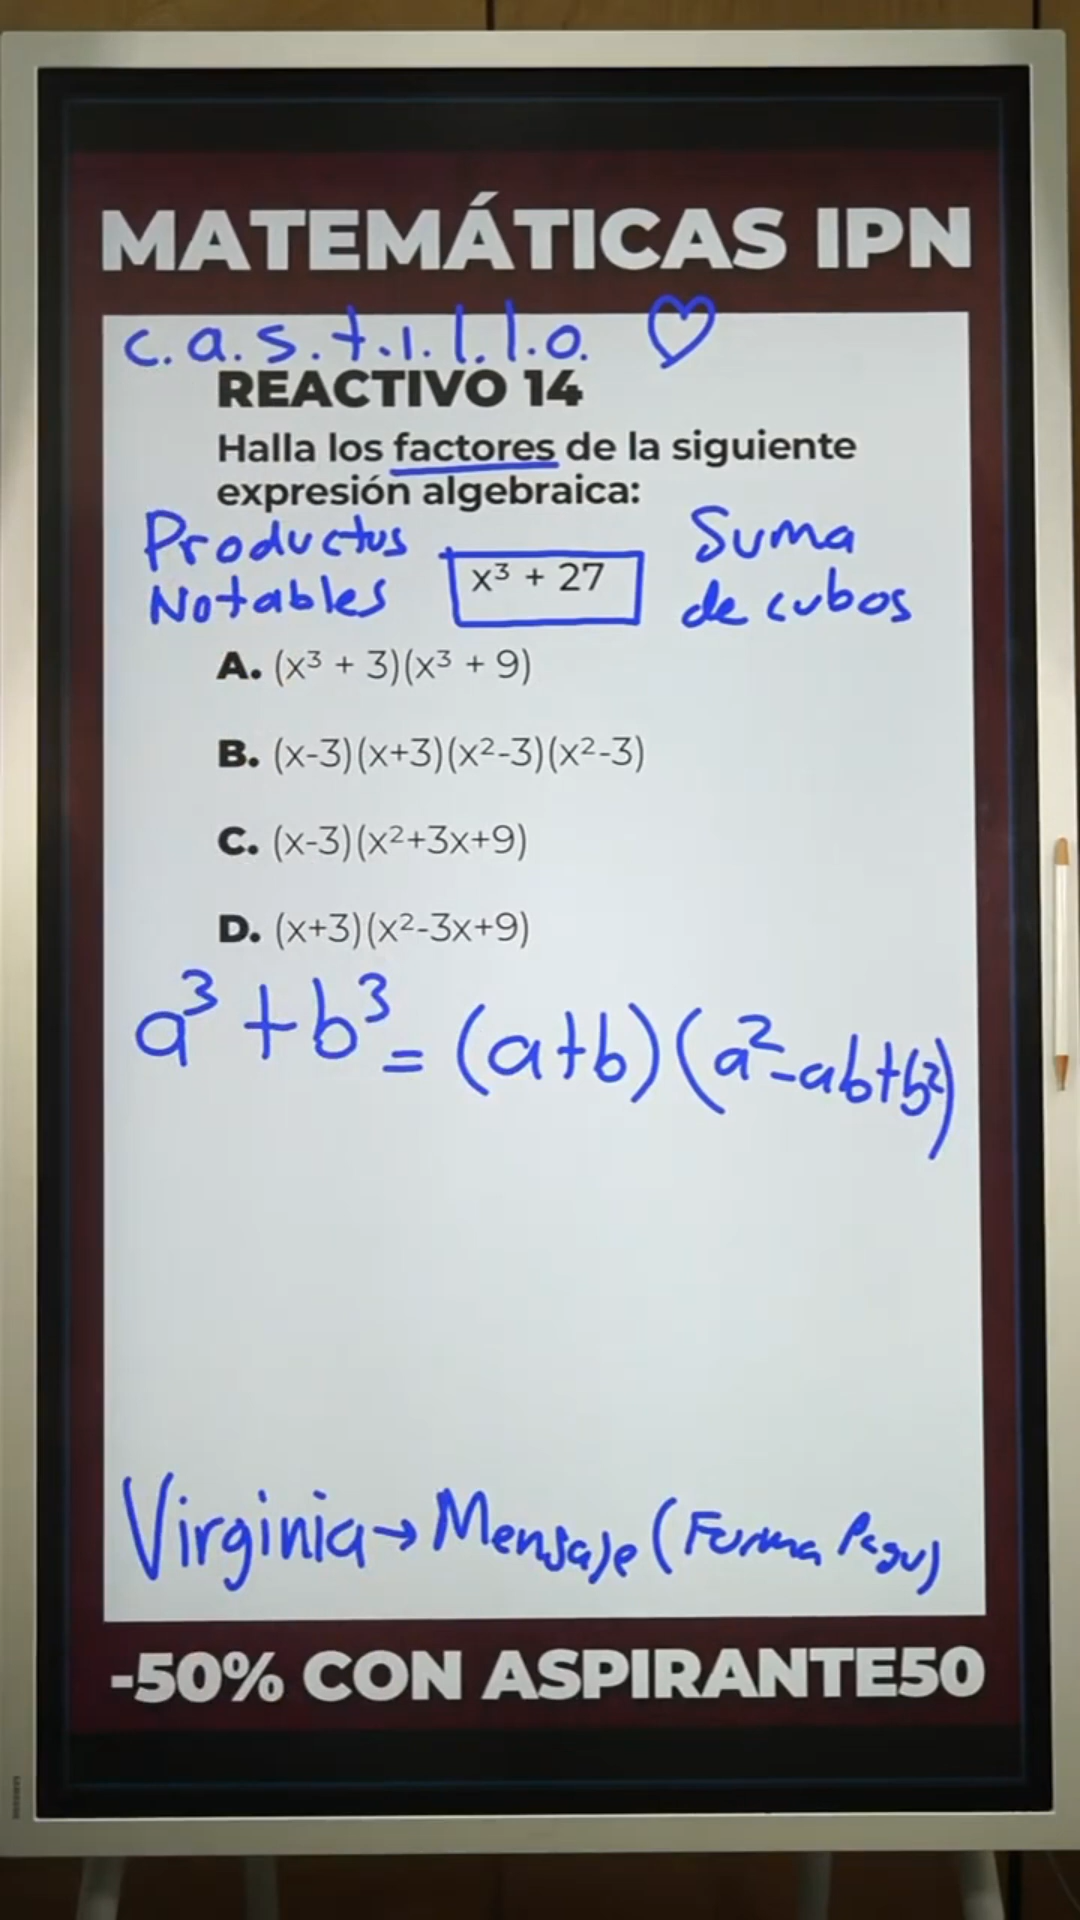 MATEMÁTICAS IPN
c.a.s.t.i.l.l.o. ♡
REACTIVO 14
Halla los factores de la siguiente
expresión algebraica:
Productos
Notables
x³ + 27
Suma
de cubos
A. (x³ + 3)(x³ + 9)
B. (x-3)(x+3)(x²-3)(x²-3)
C. (x-3)(x²+3x+9)
D. (x+3)(x²-3x+9)
a³ + b³ = (a+b)(a²-ab+b²)
Virginia → Mensaje (Forma Pago)
-50% CON ASPIRANTE50